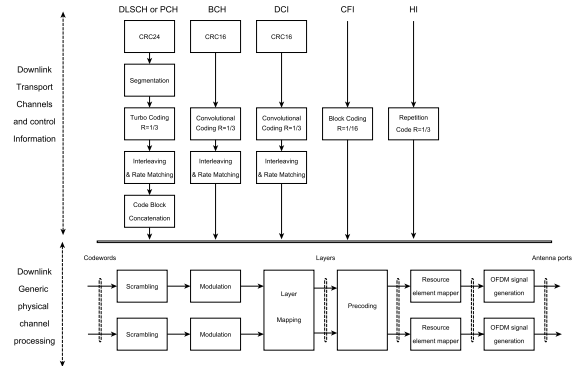 DLSCH or PCH
BCH
DCI
CFI
HI
CRC24
CRC16
CRC16
Segmentation
Downlink
Transport
Channels
and control
Information
Turbo Coding
R=1/3
Convolutional
Coding R=1/3
Convolutional
Coding R=1/3
Block Coding
R=1/16
Repetition
Code R=1/3
Interleaving
& Rate Matching
Interleaving
& Rate Matching
Interleaving
& Rate Matching
Code Block
Concatenation
Codewords
Layers
Antenna ports
Downlink
Generic
physical
channel
processing
Scrambling
Modulation
Layer
Mapping
Precoding
Resource
element mapper
OFDM signal
generation
Scrambling
Modulation
Resource
element mapper
OFDM signal
generation